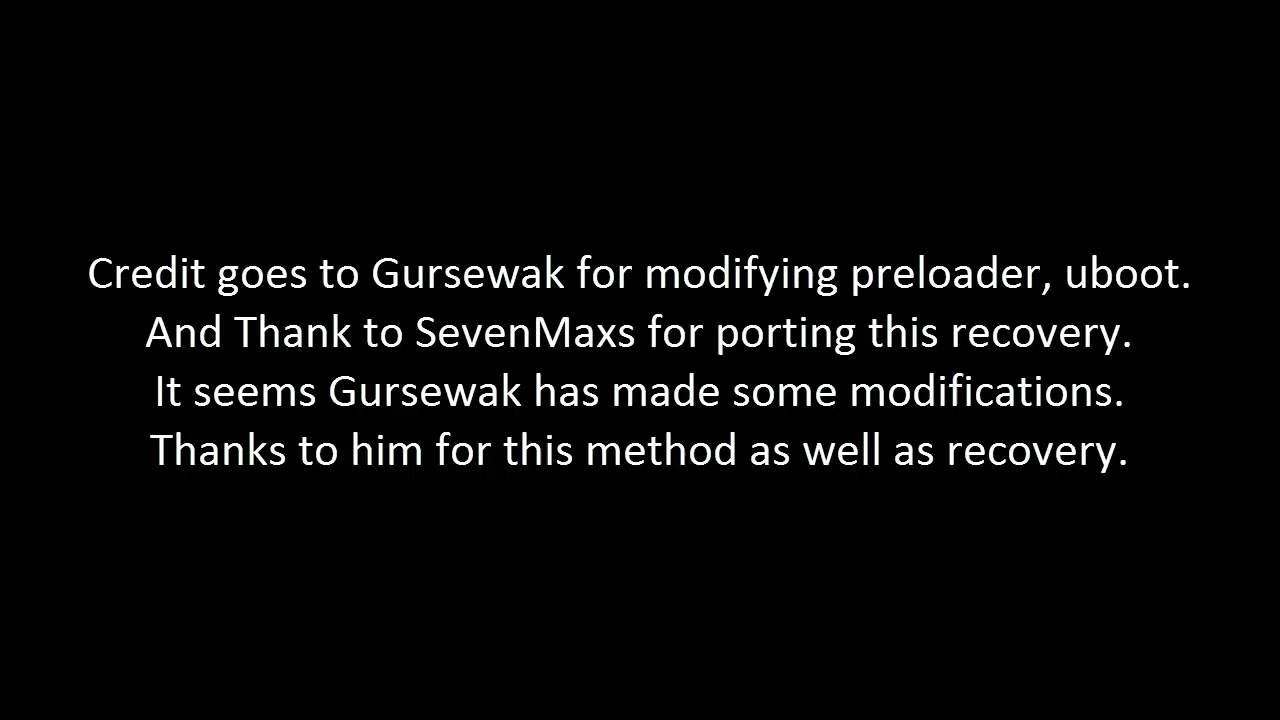 Credit goes to Gursewak for modifying preloader, uboot.
And Thank to SevenMaxs for porting this recovery.
It seems Gursewak has made some modifications.
Thanks to him for this method as well as recovery.